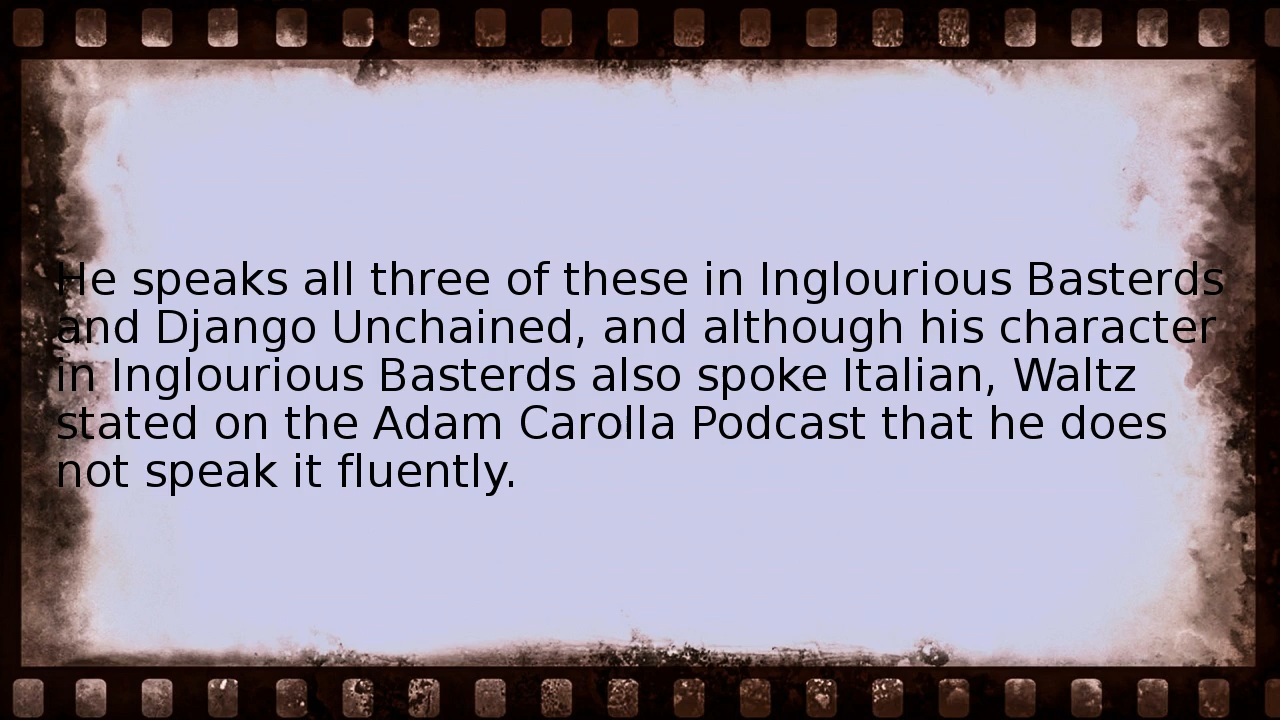 He speaks all three of these in Inglourious Basterds
and Django Unchained, and although his character
in Inglourious Basterds also spoke Italian, Waltz
stated on the Adam Carolla Podcast that he does
not speak it fluently.